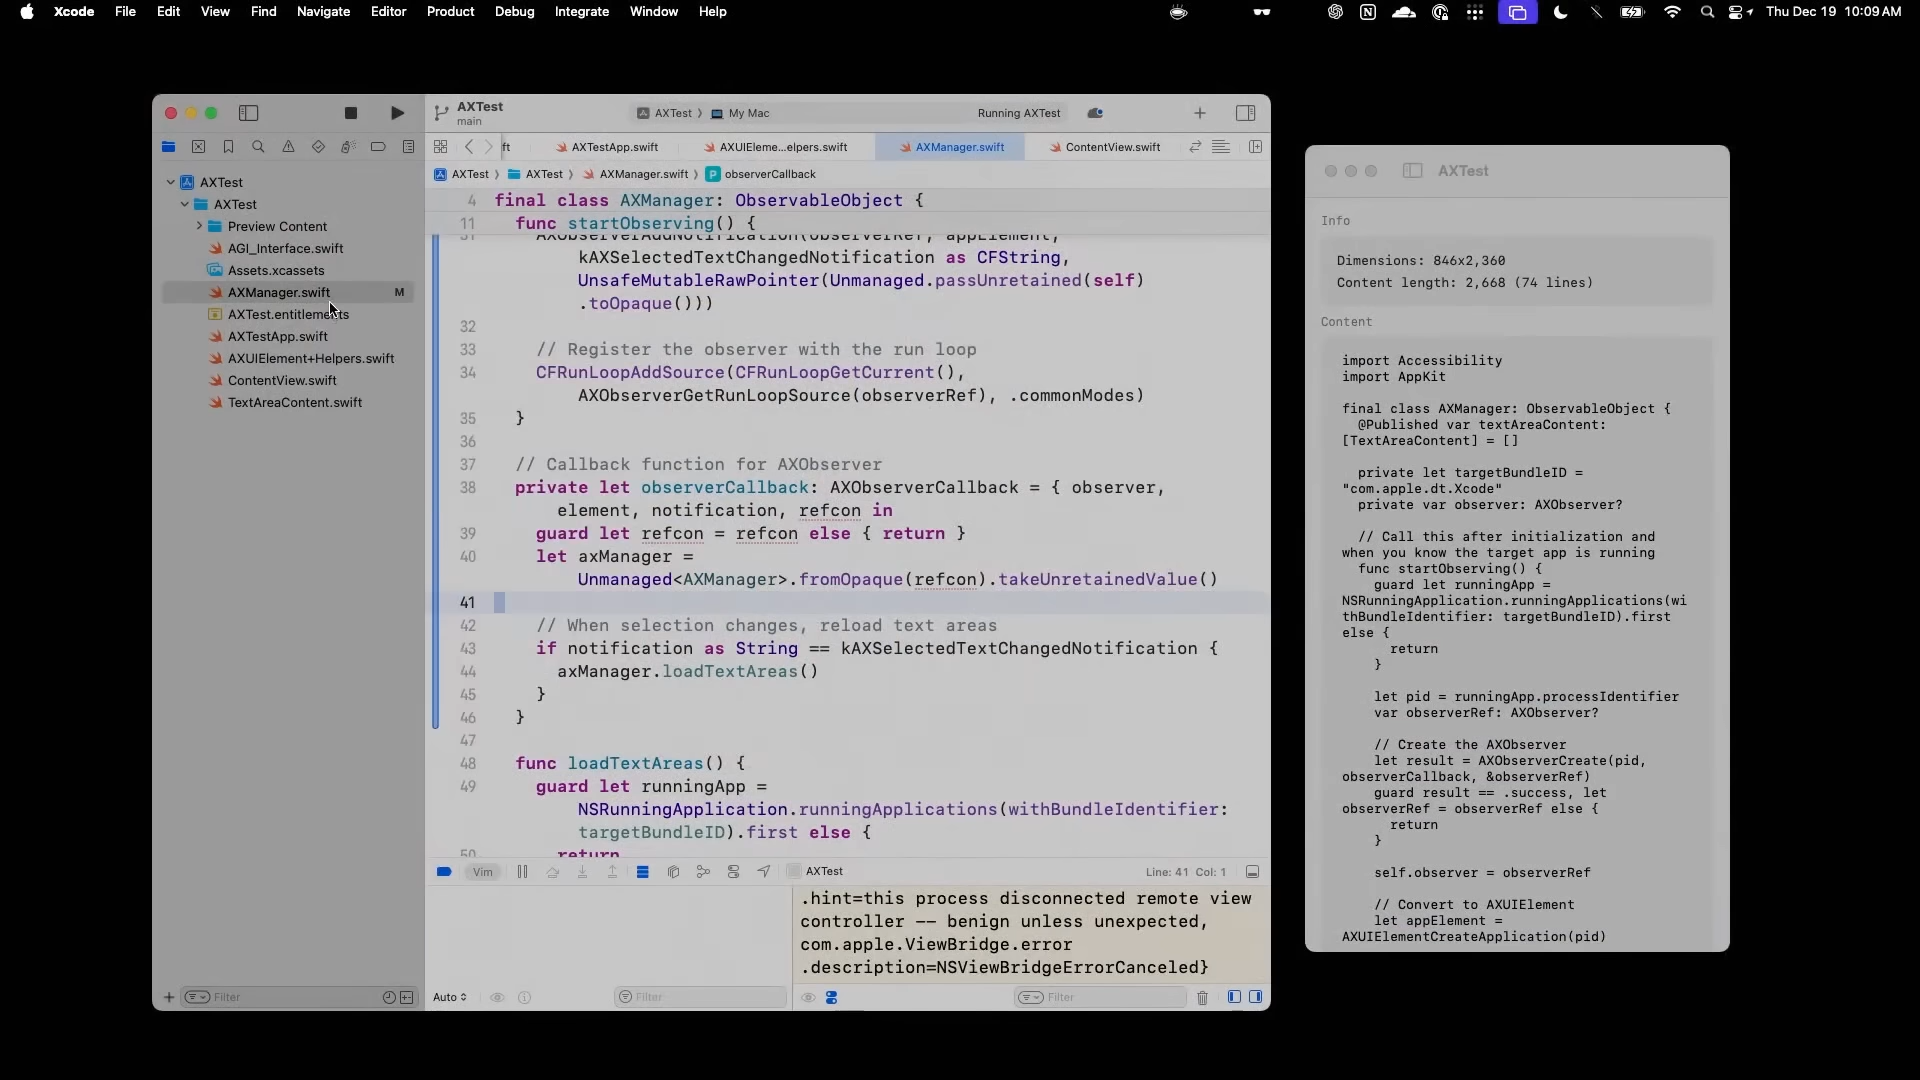 Xcode File Edit View Find Navigate Editor Product Debug Integrate Window Help
Thu Dec 19 10:09 AM
AXTest
main
AXTest
My Mac
Running AXTest
ft
AXTestApp.swift
AXUIEleme...elpers.swift
AXManager.swift
ContentView.swift
AXTest
AXTest
AXManager.swift
P observerCallback
AXTest
AXTest
Preview Content
AGI_Interface.swift
Assets.xcassets
AXManager.swift M
AXTest.entitlements
AXTestApp.swift
AXUIElement+Helpers.swift
ContentView.swift
TextAreaContent.swift
Filter
4 final class AXManager: ObservableObject {
11 func startObserving() {
31 AXObserverAddNotification(observerRef, appElement,
kAXSelectedTextChangedNotification as CFString,
UnsafeMutableRawPointer(Unmanaged.passUnretained(self)
.toOpaque()))
32
33 // Register the observer with the run loop
34 CFRunLoopAddSource(CFRunLoopGetCurrent(),
AXObserverGetRunLoopSource(observerRef), .commonModes)
35 }
36
37 // Callback function for AXObserver
38 private let observerCallback: AXObserverCallback = { observer,
element, notification, refcon in
39 guard let refcon = refcon else { return }
40 let axManager =
Unmanaged<AXManager>.fromOpaque(refcon).takeUnretainedValue()
41
42 // When selection changes, reload text areas
43 if notification as String == kAXSelectedTextChangedNotification {
44 axManager.loadTextAreas()
45 }
46 }
47
48 func loadTextAreas() {
49 guard let runningApp =
NSRunningApplication.runningApplications(withBundleIdentifier:
targetBundleID).first else {
50 return
Vim
AXTest
Line: 41 Col: 1
.hint=this process disconnected remote view
controller -- benign unless unexpected,
com.apple.ViewBridge.error
.description=NSViewBridgeErrorCanceled}
Auto
Filter
Filter
AXTest
Info
Dimensions: 846x2,360
Content length: 2,668 (74 lines)
Content
import Accessibility
import AppKit
final class AXManager: ObservableObject {
@Published var textAreaContent:
[TextAreaContent] = []
private let targetBundleID =
"com.apple.dt.Xcode"
private var observer: AXObserver?
// Call this after initialization and
when you know the target app is running
func startObserving() {
guard let runningApp =
NSRunningApplication.runningApplications(wi
thBundleIdentifier: targetBundleID).first
else {
return
}
let pid = runningApp.processIdentifier
var observerRef: AXObserver?
// Create the AXObserver
let result = AXObserverCreate(pid,
observerCallback, &observerRef)
guard result == .success, let
observerRef = observerRef else {
return
}
self.observer = observerRef
// Convert to AXUIElement
let appElement =
AXUIElementCreateApplication(pid)